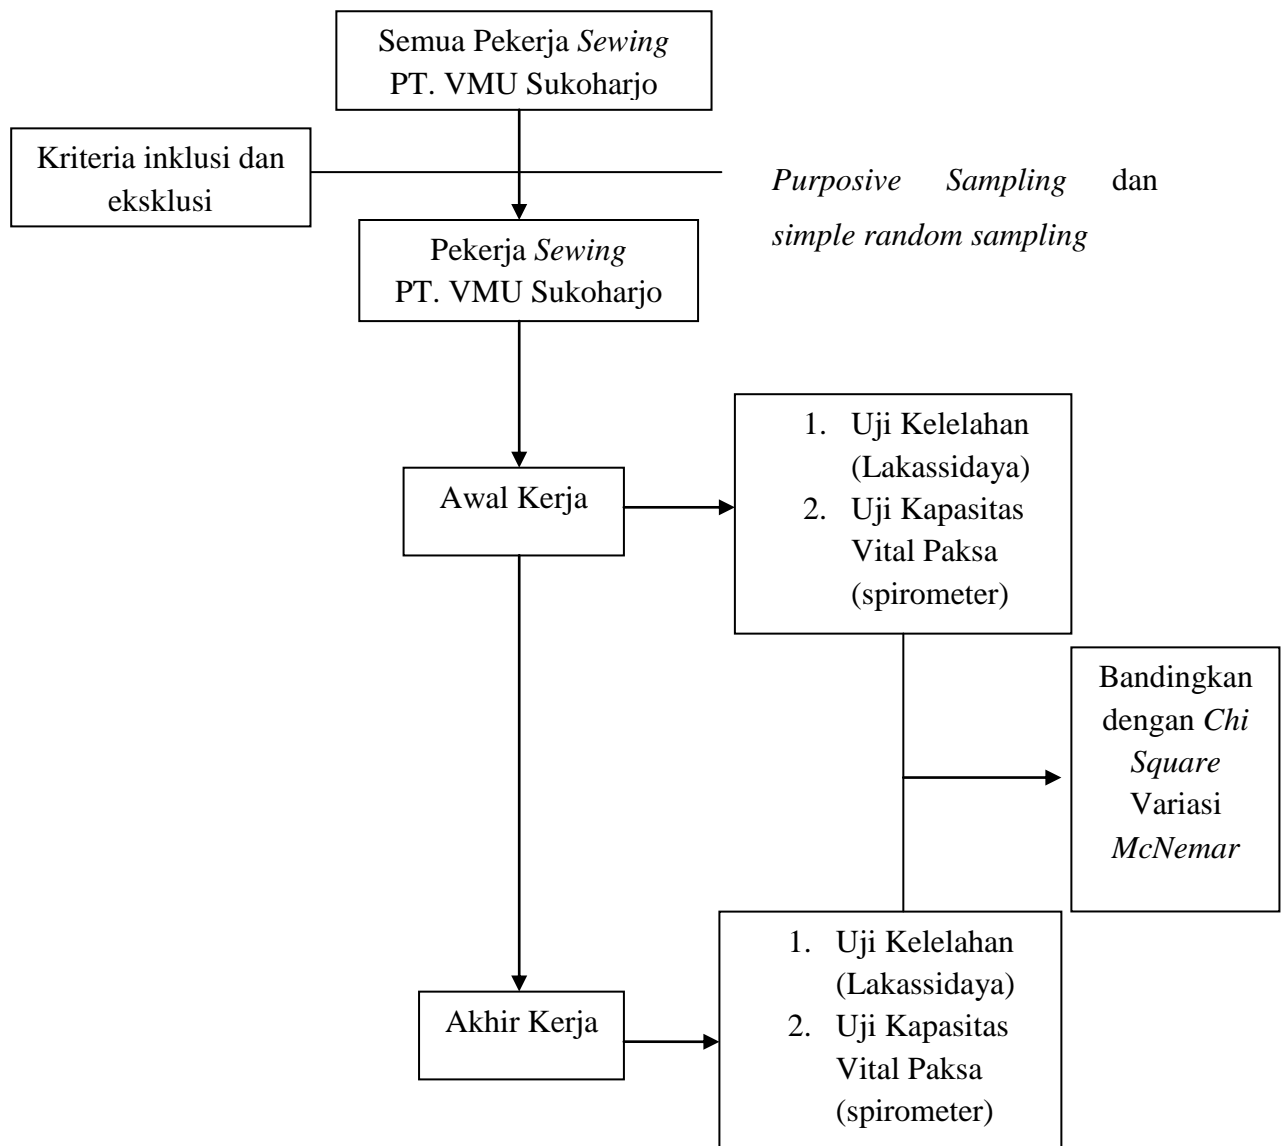 Semua Pekerja Sewing
PT. VMU Sukoharjo
Kriteria inklusi dan
eksklusi
Purposive Sampling dan
simple random sampling
Pekerja Sewing
PT. VMU Sukoharjo
Awal Kerja
1. Uji Kelelahan
(Lakassidaya)
2. Uji Kapasitas
Vital Paksa
(spirometer)
Bandingkan
dengan Chi
Square
Variasi
McNemar
Akhir Kerja
1. Uji Kelelahan
(Lakassidaya)
2. Uji Kapasitas
Vital Paksa
(spirometer)